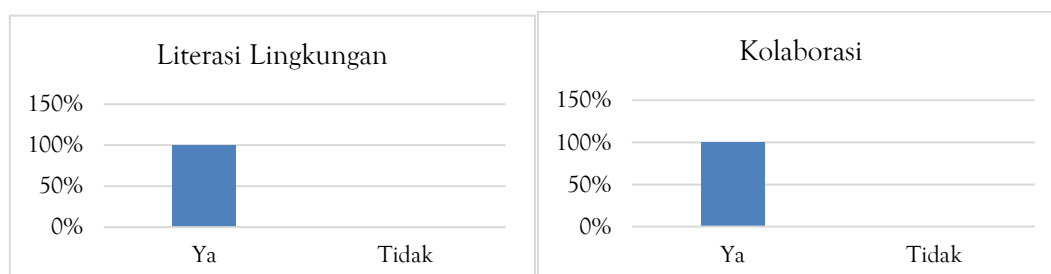 Literasi Lingkungan
150%
100%
50%
0%
Ya Tidak
Kolaborasi
150%
100%
50%
0%
Ya Tidak